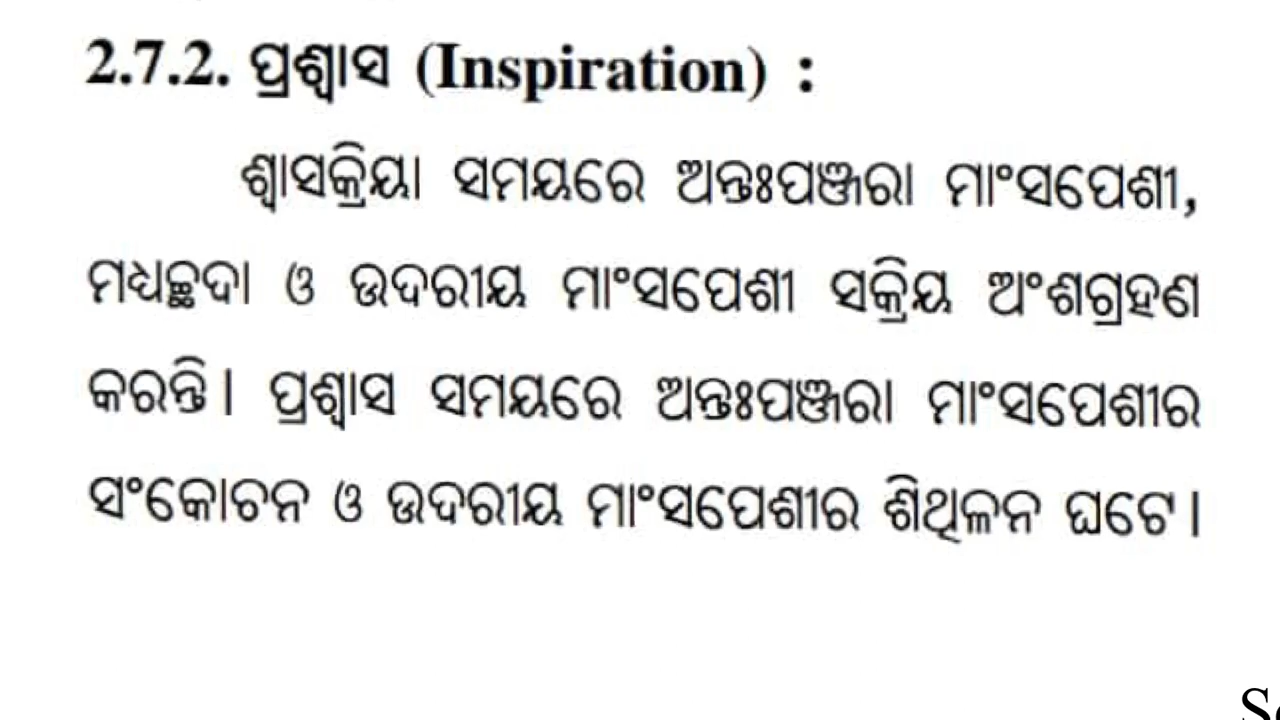 2.7.2. ପ୍ରଶ୍ୱାସ (Inspiration) :
ଶ୍ୱାସକ୍ରିୟା ସମୟରେ ଅନ୍ତଃପଞ୍ଜରା ମାଂସପେଶୀ,
ମଧ୍ୟଚ୍ଛଦା ଓ ଉଦରୀୟ ମାଂସପେଶୀ ସକ୍ରିୟ ଅଂଶଗ୍ରହଣ
କରନ୍ତି। ପ୍ରଶ୍ୱାସ ସମୟରେ ଅନ୍ତଃପଞ୍ଜରା ମାଂସପେଶୀର
ସଂକୋଚନ ଓ ଉଦରୀୟ ମାଂସପେଶୀର ଶିଥିଳନ ଘଟେ।